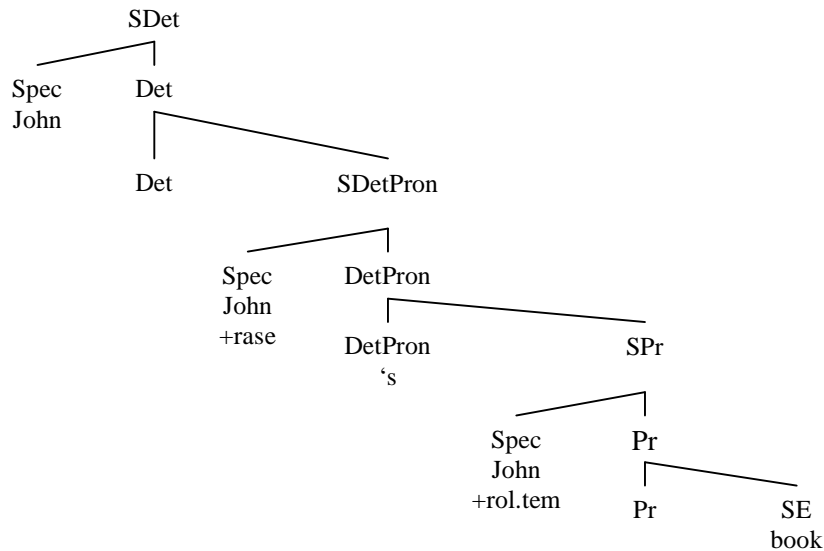 SDet
Spec Det
John
Det SDetPron
Spec DetPron
John
+rase DetPron SPr
‘s
Spec Pr
John
+rol.tem Pr SE
book